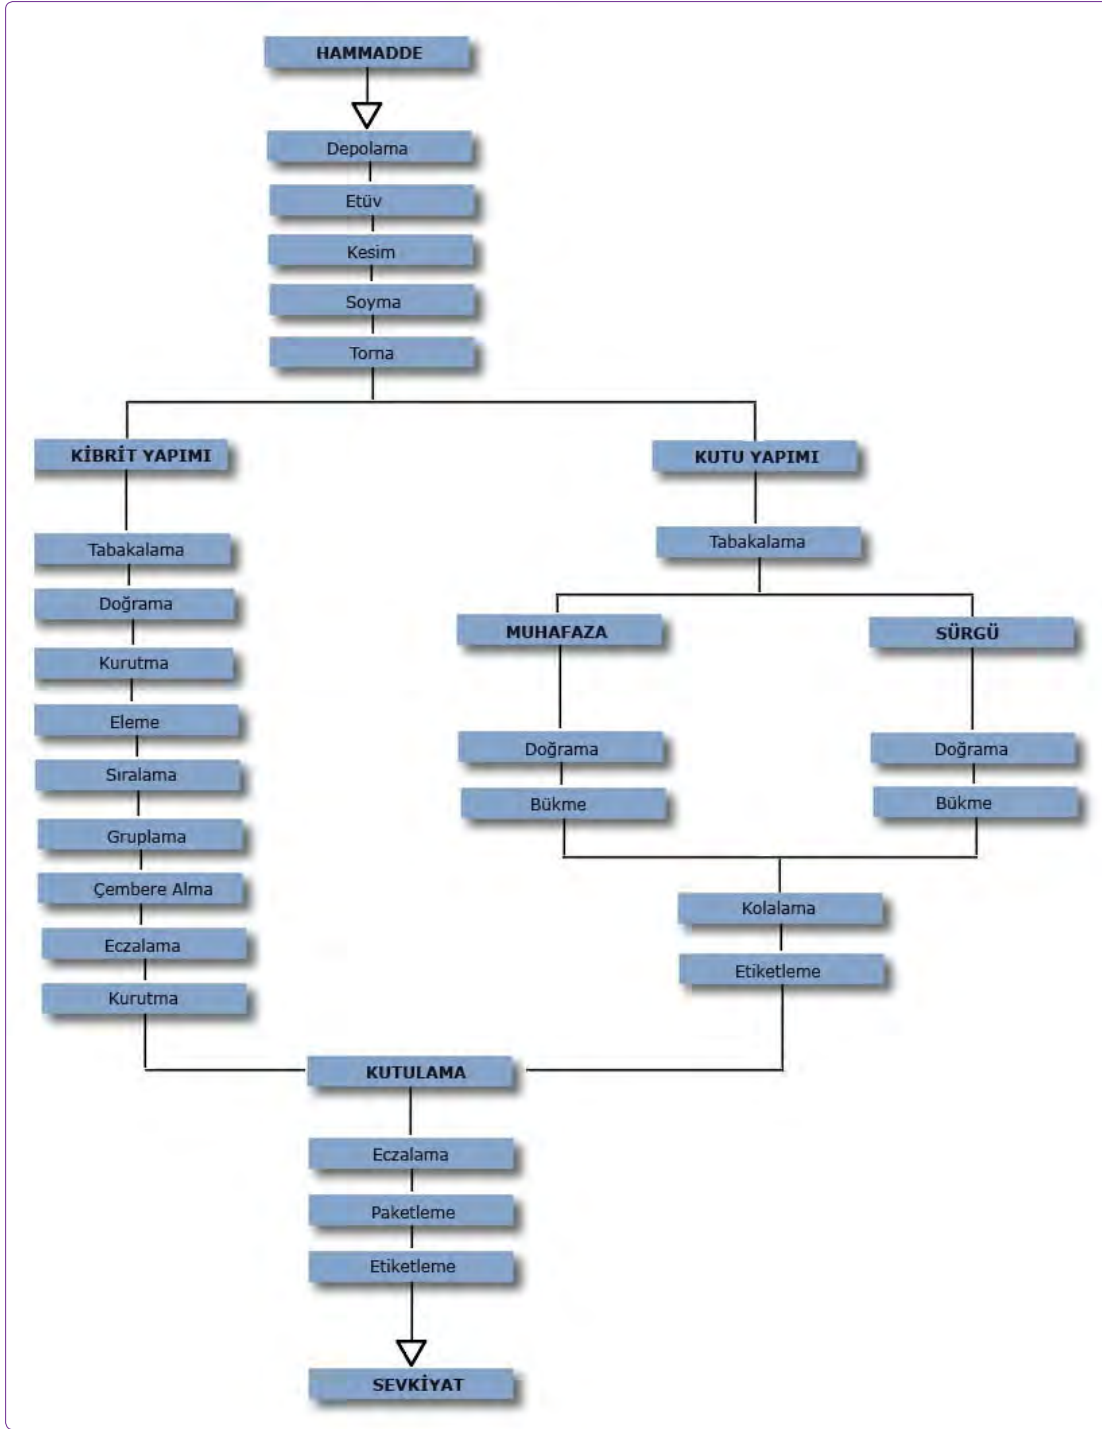 HAMMADDE
Depolama
Etüv
Kesim
Soyma
Torna
KİBRİT YAPIMI
Tabakalama
Doğrama
Kurutma
Eleme
Sıralama
Gruplama
Çembere Alma
Eczalama
Kurutma
KUTU YAPIMI
Tabakalama
MUHAFAZA
Doğrama
Bükme
SÜRGÜ
Doğrama
Bükme
Kolalama
Etiketleme
KUTULAMA
Eczalama
Paketleme
Etiketleme
SEVKİYAT